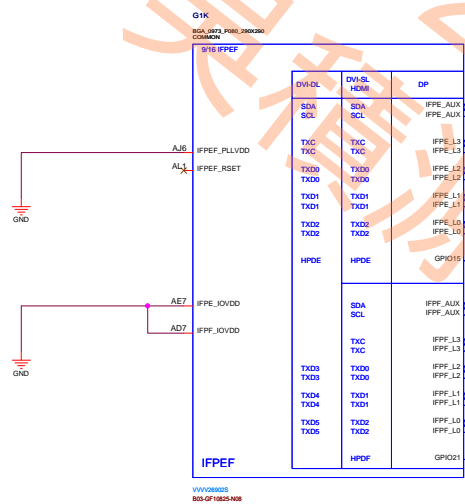 G1K
BGA_0973_P080_290X290
COMMON
9/16 IFPEF
DVI-DL DVI-SL HDMI DP
SDA SDA IFPE_AUX
SCL SCL IFPE_AUX
TXC TXC IFPE_L3
TXC TXC IFPE_L3
AJ6 IFPEF_PLLVDD
AL1 IFPEF_RSET
TXD0 TXD0 IFPE_L2
TXD0 TXD0 IFPE_L2
TXD1 TXD1 IFPE_L1
TXD1 TXD1 IFPE_L1
TXD2 TXD2 IFPE_L0
TXD2 TXD2 IFPE_L0
GND
HPDE HPDE GPIO15
AE7 IFPE_IOVDD
SDA IFPF_AUX
SCL IFPF_AUX
AD7 IFPF_IOVDD
TXC IFPF_L3
TXC IFPF_L3
TXD3 TXD0 IFPF_L2
TXD3 TXD0 IFPF_L2
GND
TXD4 TXD1 IFPF_L1
TXD4 TXD1 IFPF_L1
TXD5 TXD2 IFPF_L0
TXD5 TXD2 IFPF_L0
IFPEF
HPDF GPIO21
VVVV26902S
B03-GF10825-N08